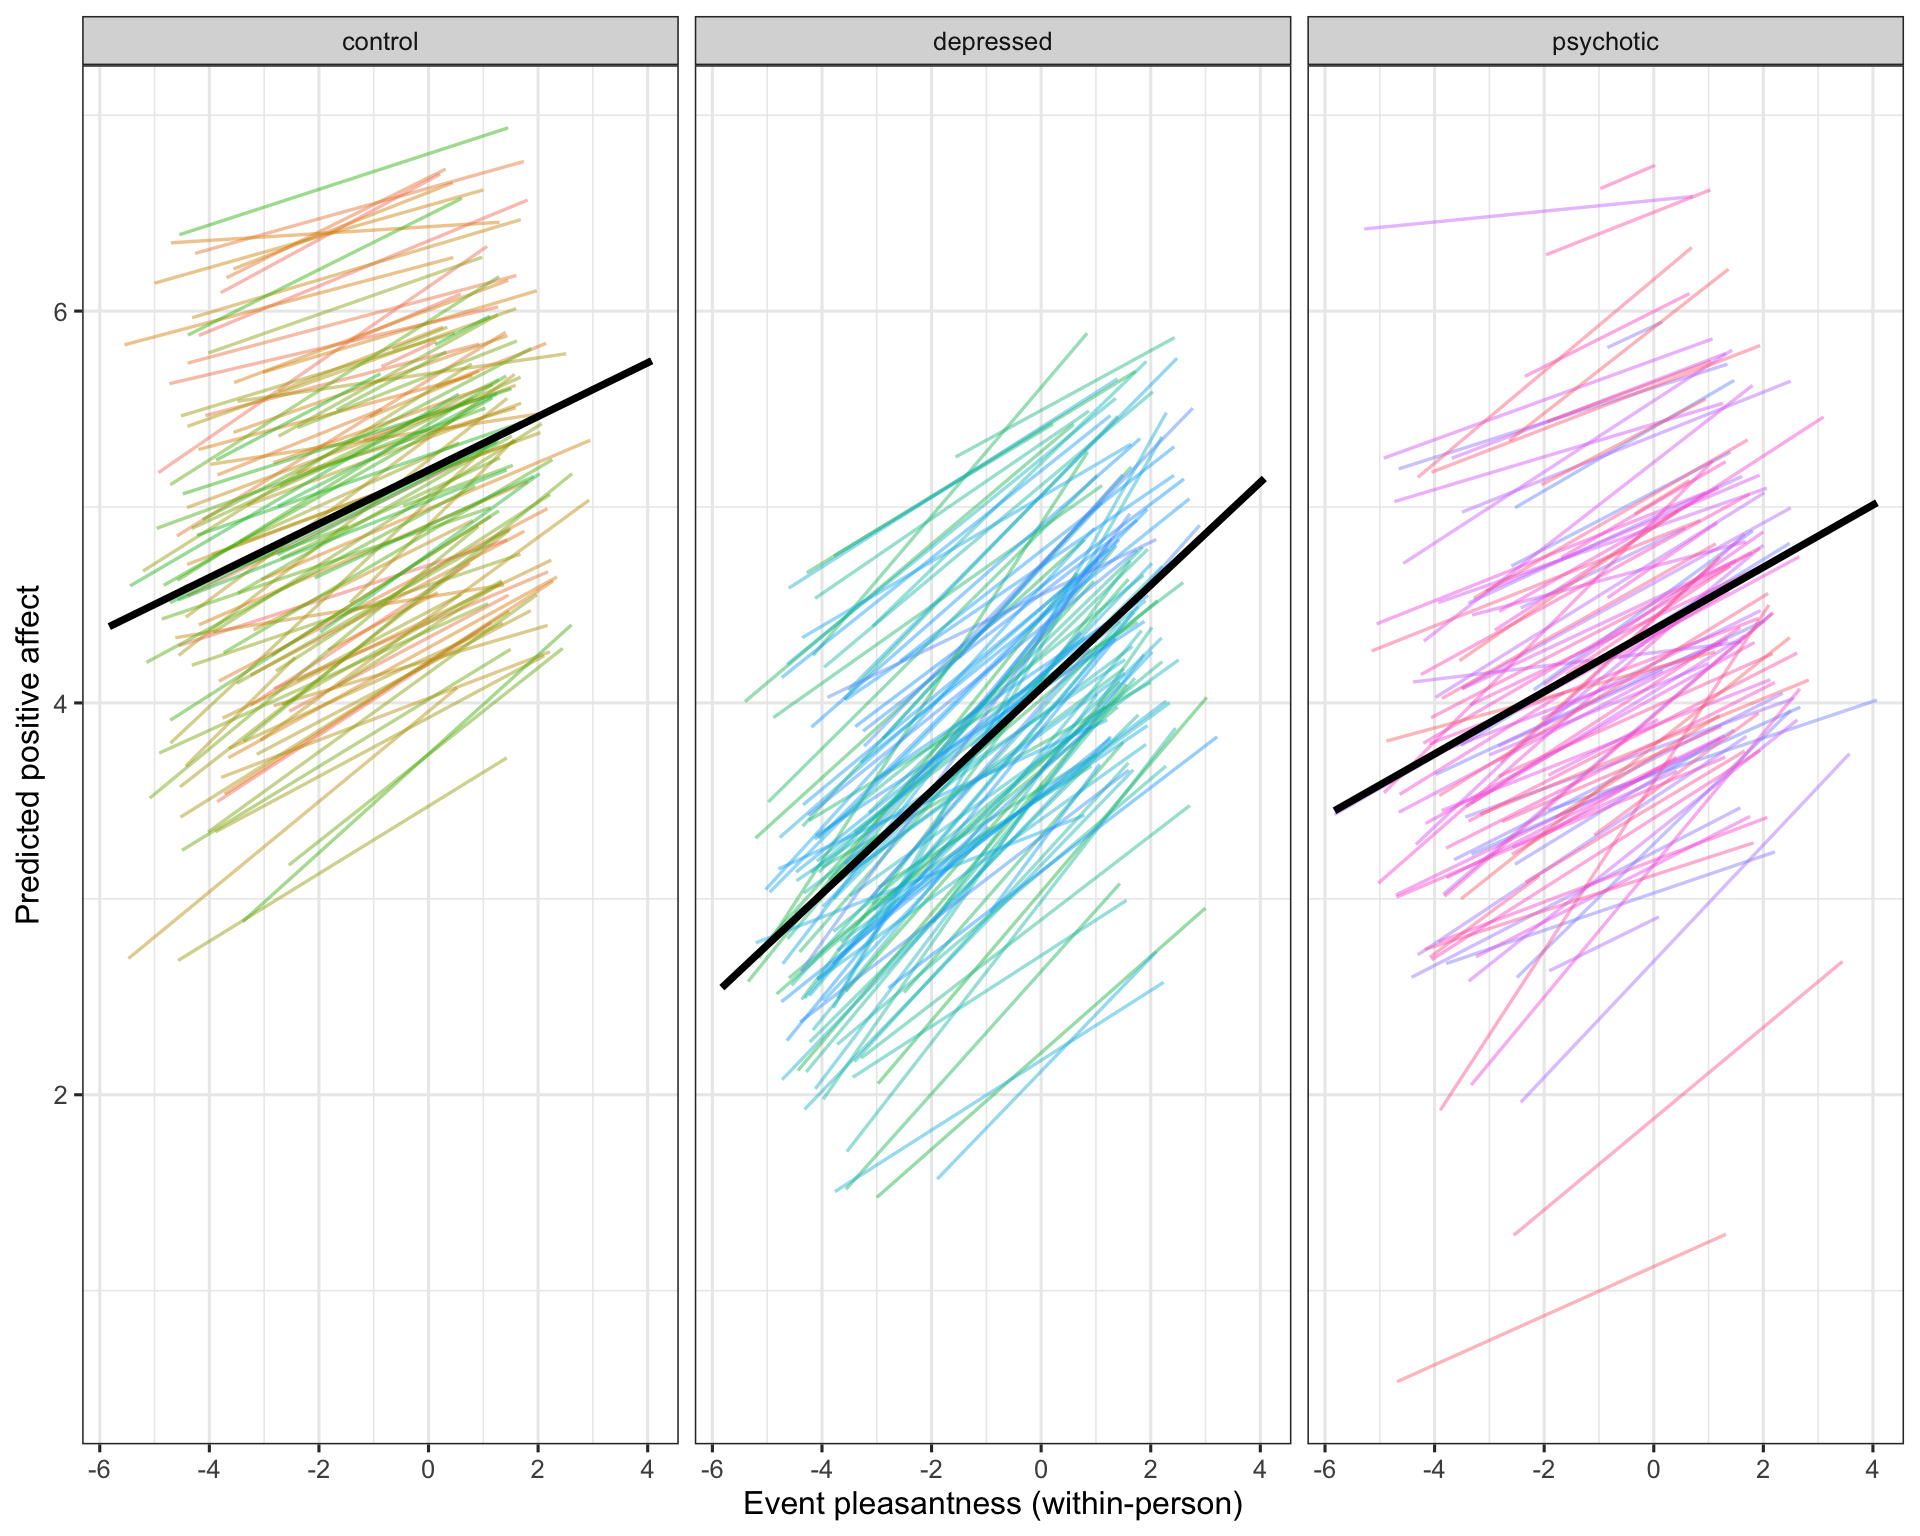 control depressed psychotic
Predicted positive affect
6
4
2
-6 -4 -2 0 2 4 -6 -4 -2 0 2 4 -6 -4 -2 0 2 4
Event pleasantness (within-person)